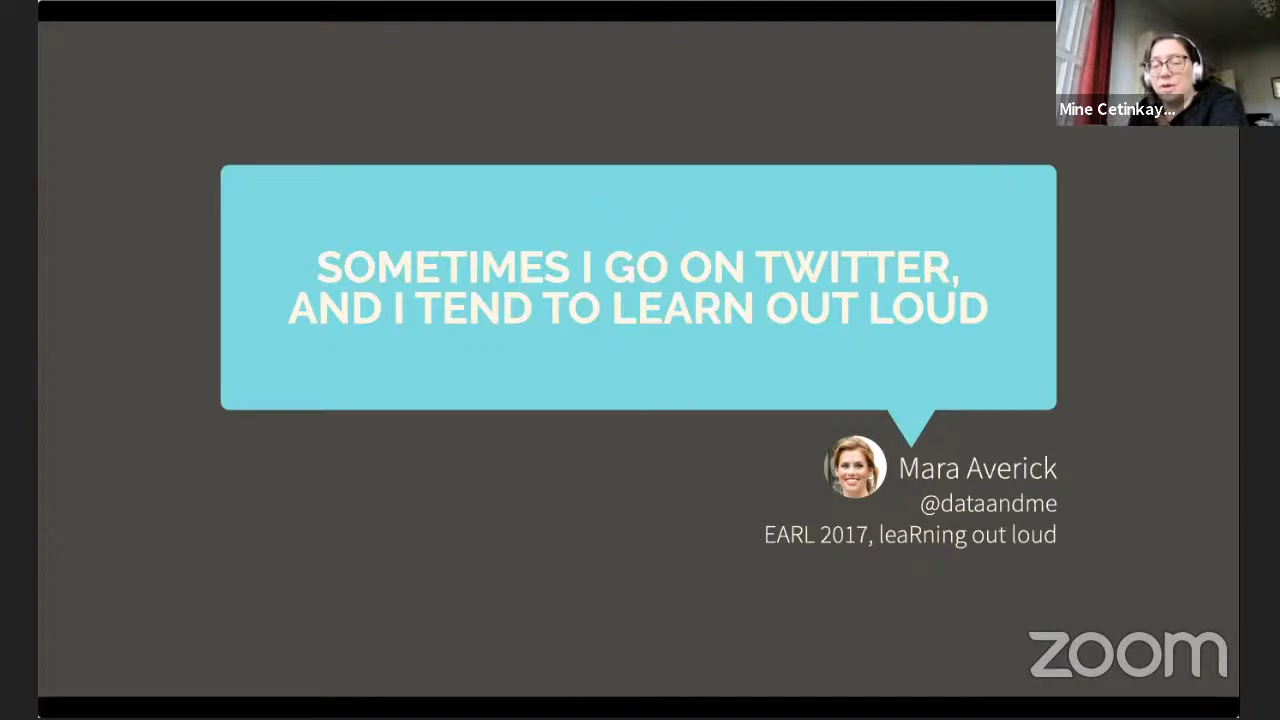 Mine Cetinkay...
SOMETIMES I GO ON TWITTER,
AND I TEND TO LEARN OUT LOUD
Mara Averick
@dataandme
EARL 2017, leaRning out loud
zoom